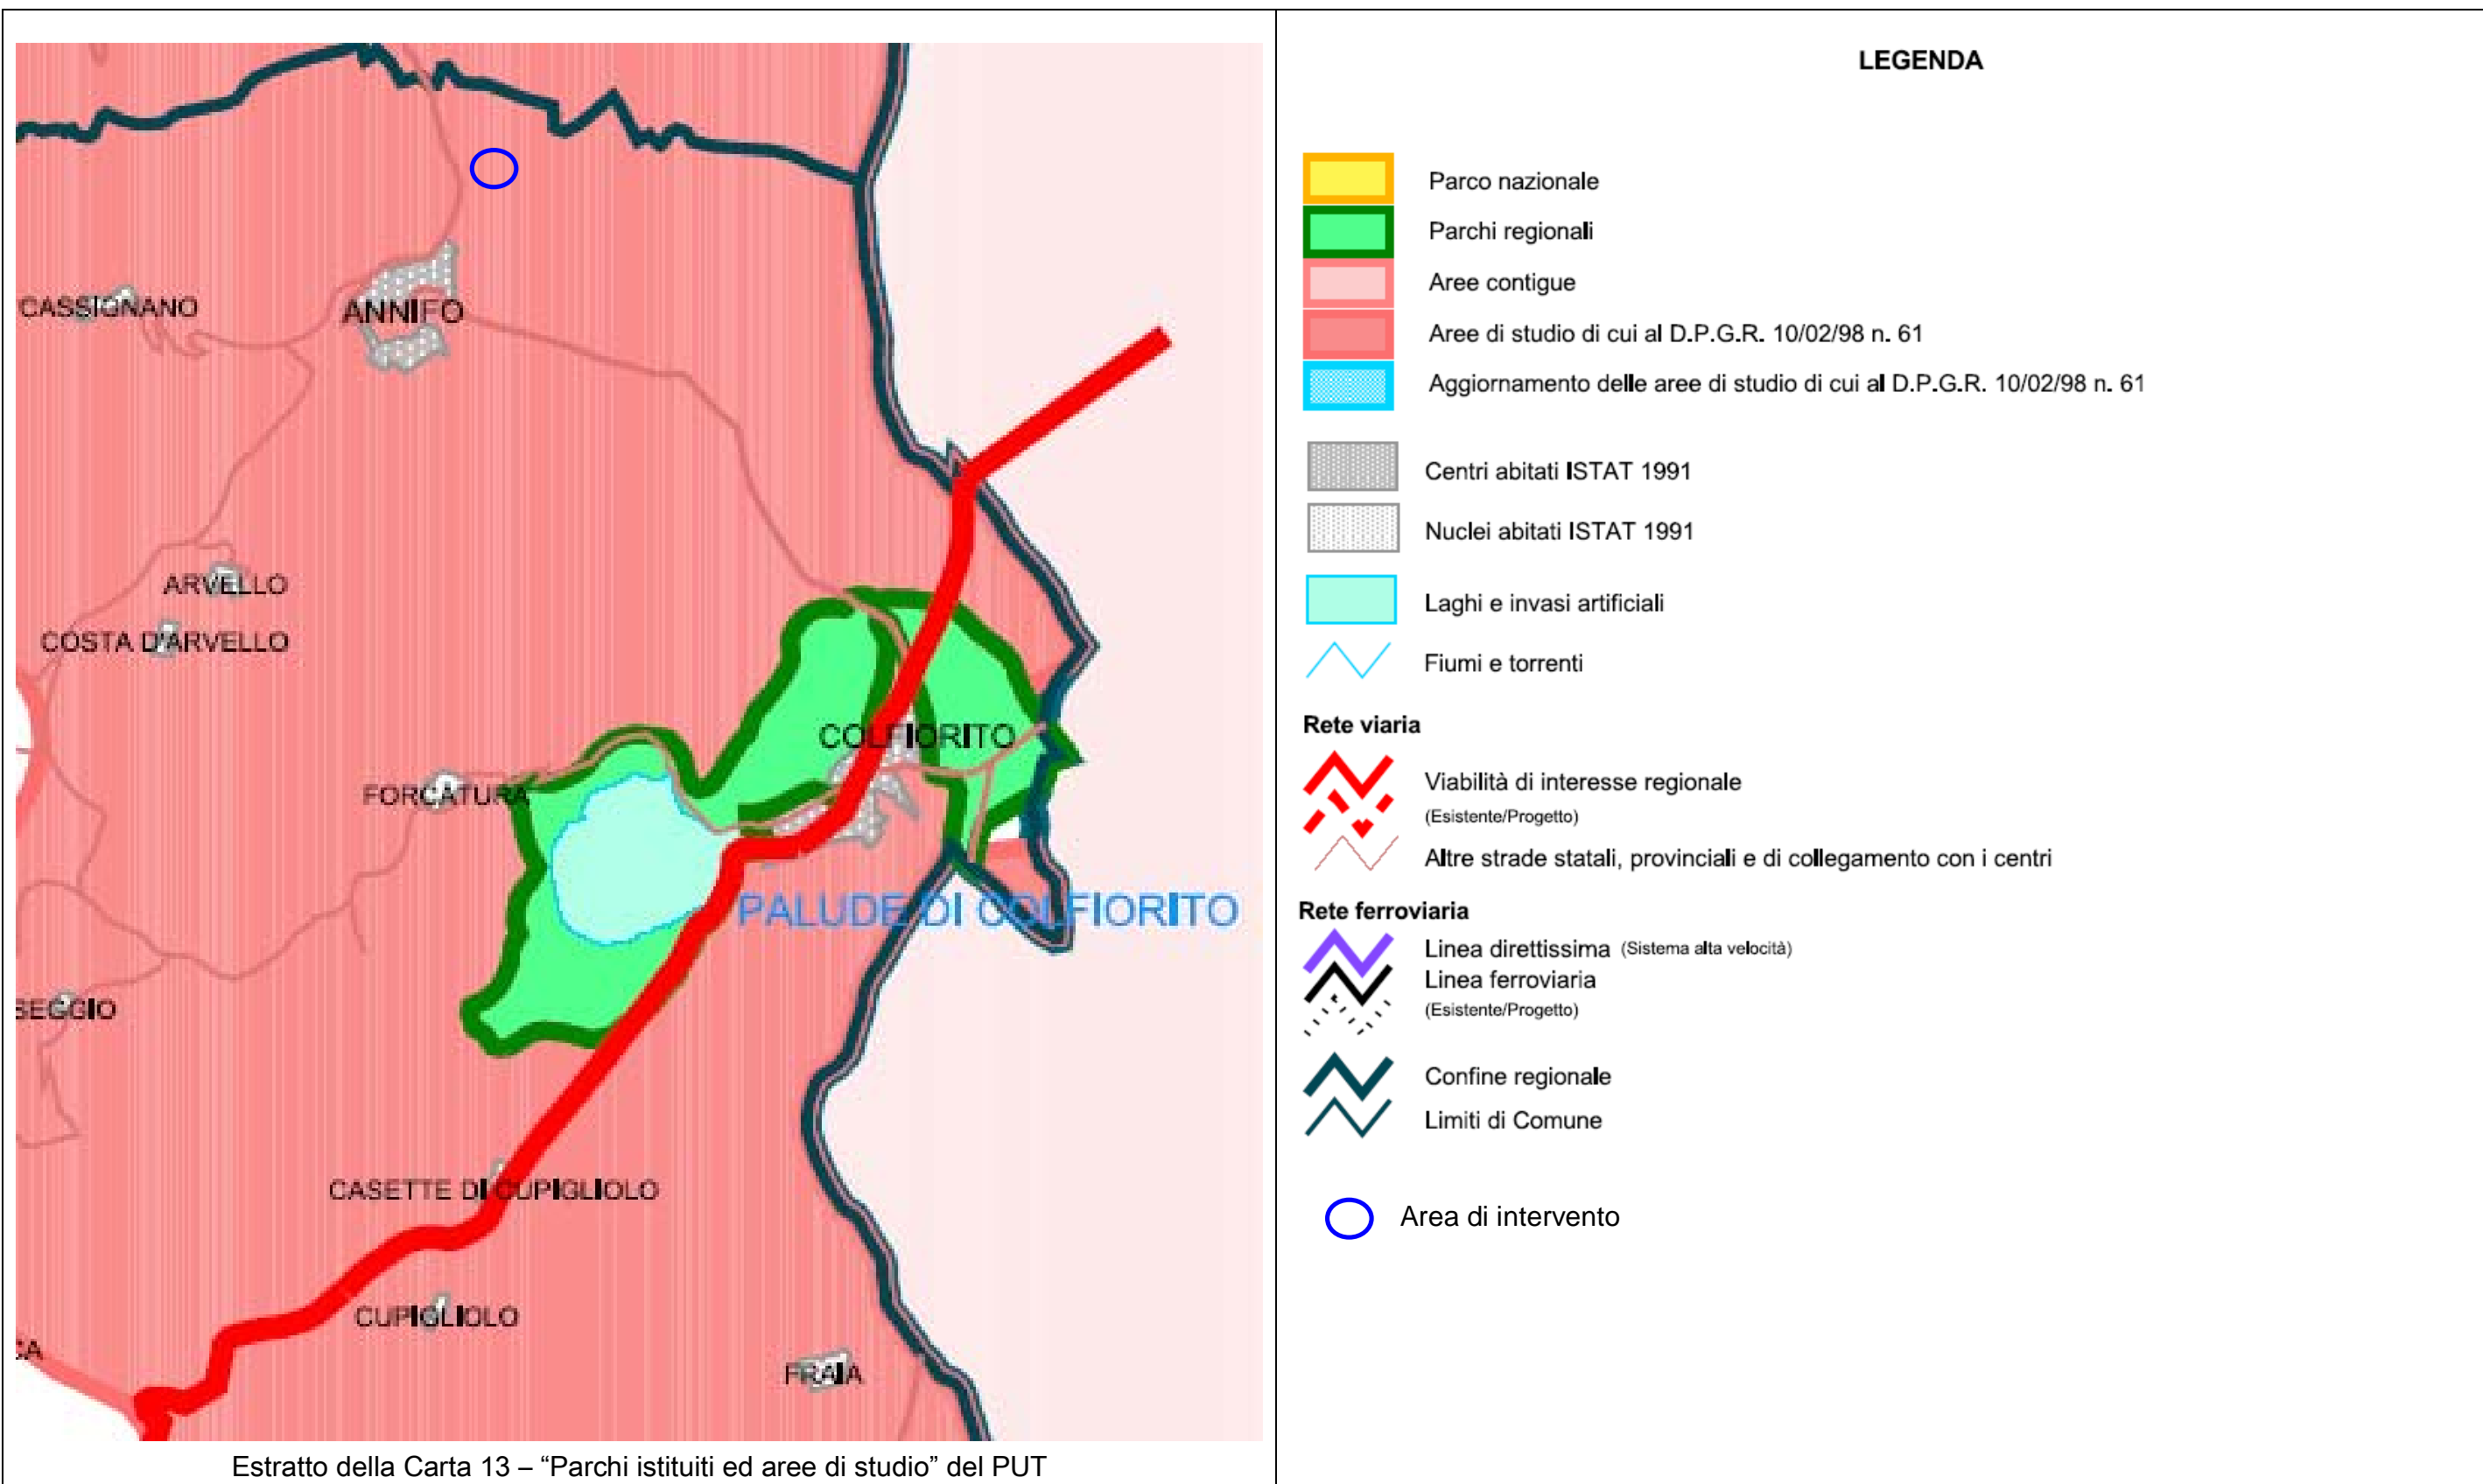 CASSIGNANO
ANNIFO
ARVELLO
COSTA D'ARVELLO
COLFIORITO
FORCATURA
PALUDE DI COLFIORITO
SEGGIO
CASETTE DI CUPIGLIOLO
CUPIGLIOLO
CA
FRAIA
Estratto della Carta 13 – “Parchi istituiti ed aree di studio” del PUT
LEGENDA
Parco nazionale
Parchi regionali
Aree contigue
Aree di studio di cui al D.P.G.R. 10/02/98 n. 61
Aggiornamento delle aree di studio di cui al D.P.G.R. 10/02/98 n. 61
Centri abitati ISTAT 1991
Nuclei abitati ISTAT 1991
Laghi e invasi artificiali
Fiumi e torrenti
Rete viaria
Viabilità di interesse regionale
(Esistente/Progetto)
Altre strade statali, provinciali e di collegamento con i centri
Rete ferroviaria
Linea direttissima (Sistema alta velocità)
Linea ferroviaria
(Esistente/Progetto)
Confine regionale
Limiti di Comune
Area di intervento